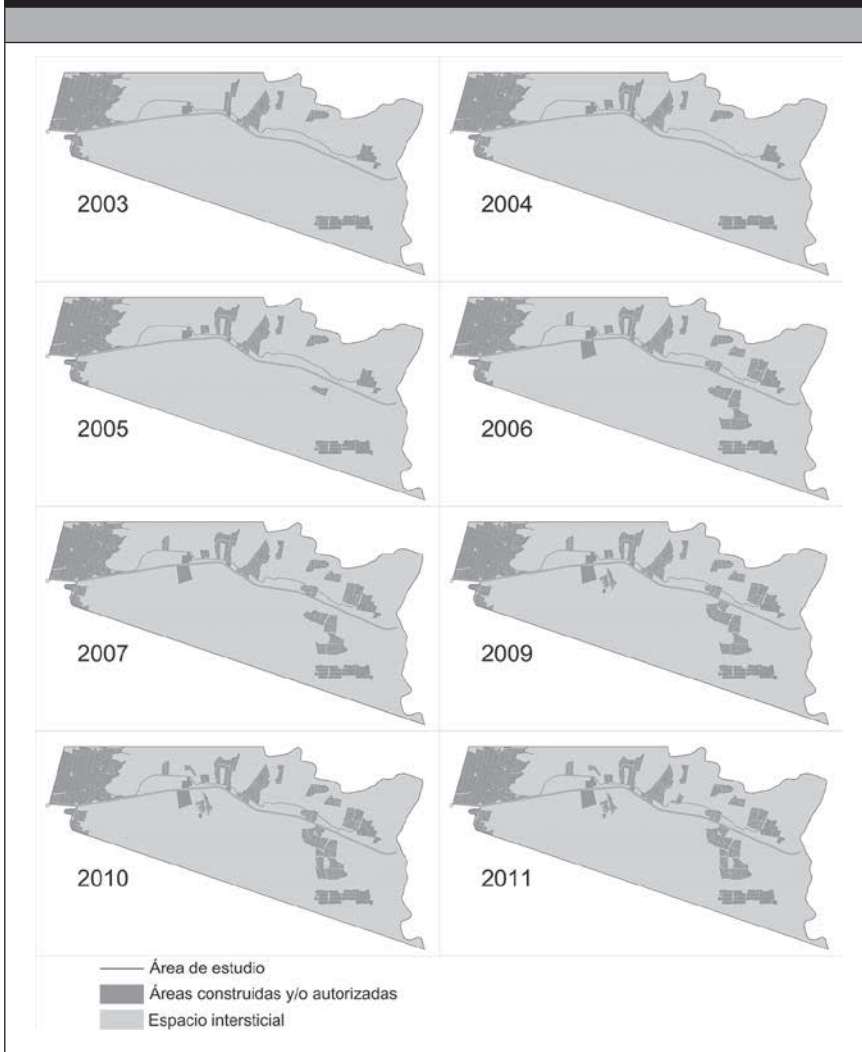 2003
2004
2005
2006
2007
2009
2010
2011
Área de estudio
Áreas construidas y/o autorizadas
Espacio intersticial